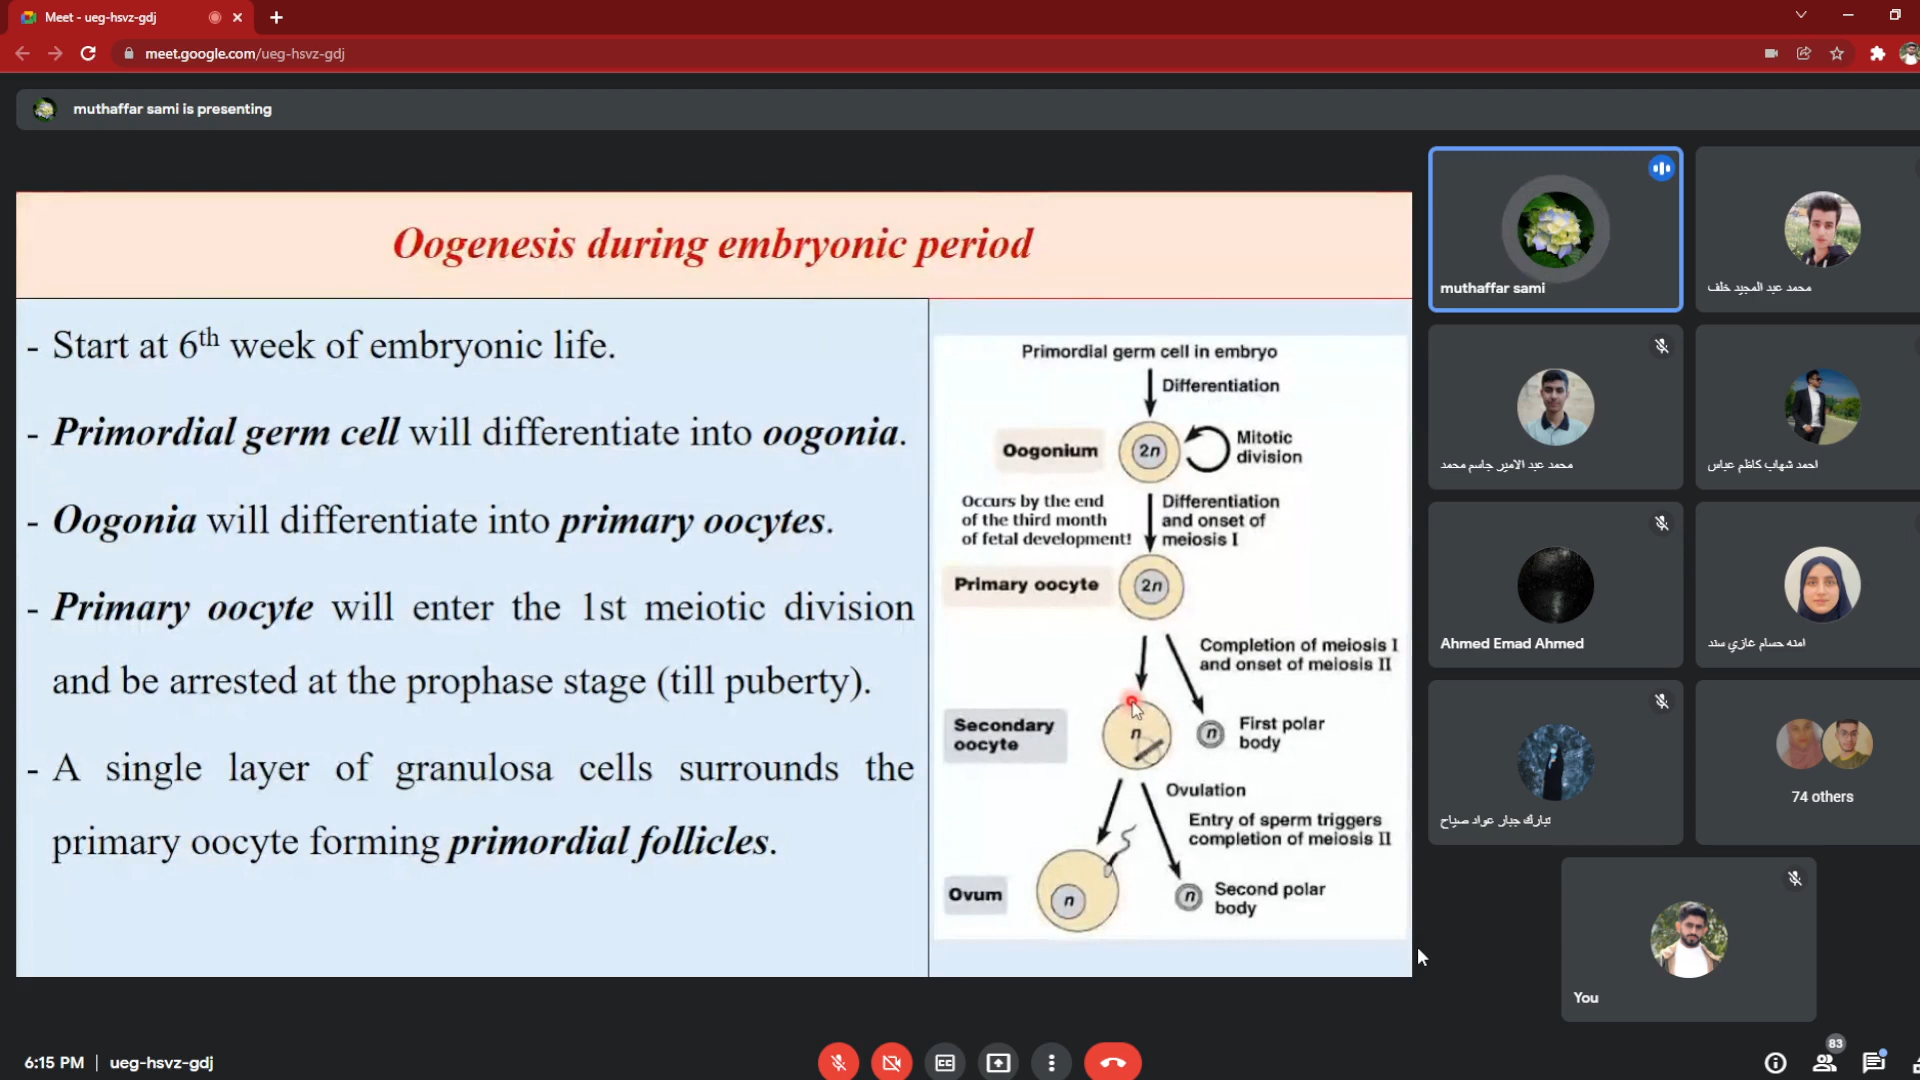 Meet - ueg-hsvz-gdj
meet.google.com/ueg-hsvz-gdj
muthaffar sami is presenting
Oogenesis during embryonic period
- Start at 6th week of embryonic life.
- Primordial germ cell will differentiate into oogonia.
- Oogonia will differentiate into primary oocytes.
- Primary oocyte will enter the 1st meiotic division
and be arrested at the prophase stage (till puberty).
- A single layer of granulosa cells surrounds the
primary oocyte forming primordial follicles.
Primordial germ cell in embryo
Differentiation
Oogonium
2n
Mitotic
division
Occurs by the end
of the third month
of fetal development!
Differentiation
and onset of
meiosis I
Primary oocyte
2n
Completion of meiosis I
and onset of meiosis II
Secondary
oocyte
n
n
First polar
body
Ovulation
Entry of sperm triggers
completion of meiosis II
Ovum
n
n
Second polar
body
muthaffar sami
محمد عبد المجيد خلف
محمد عبد الامير جاسم محمد
احمد شهاب كاظم عباس
Ahmed Emad Ahmed
امنه حسام غازي سند
تبارك جبار عواد صياح
74 others
You
6:15 PM | ueg-hsvz-gdj
83